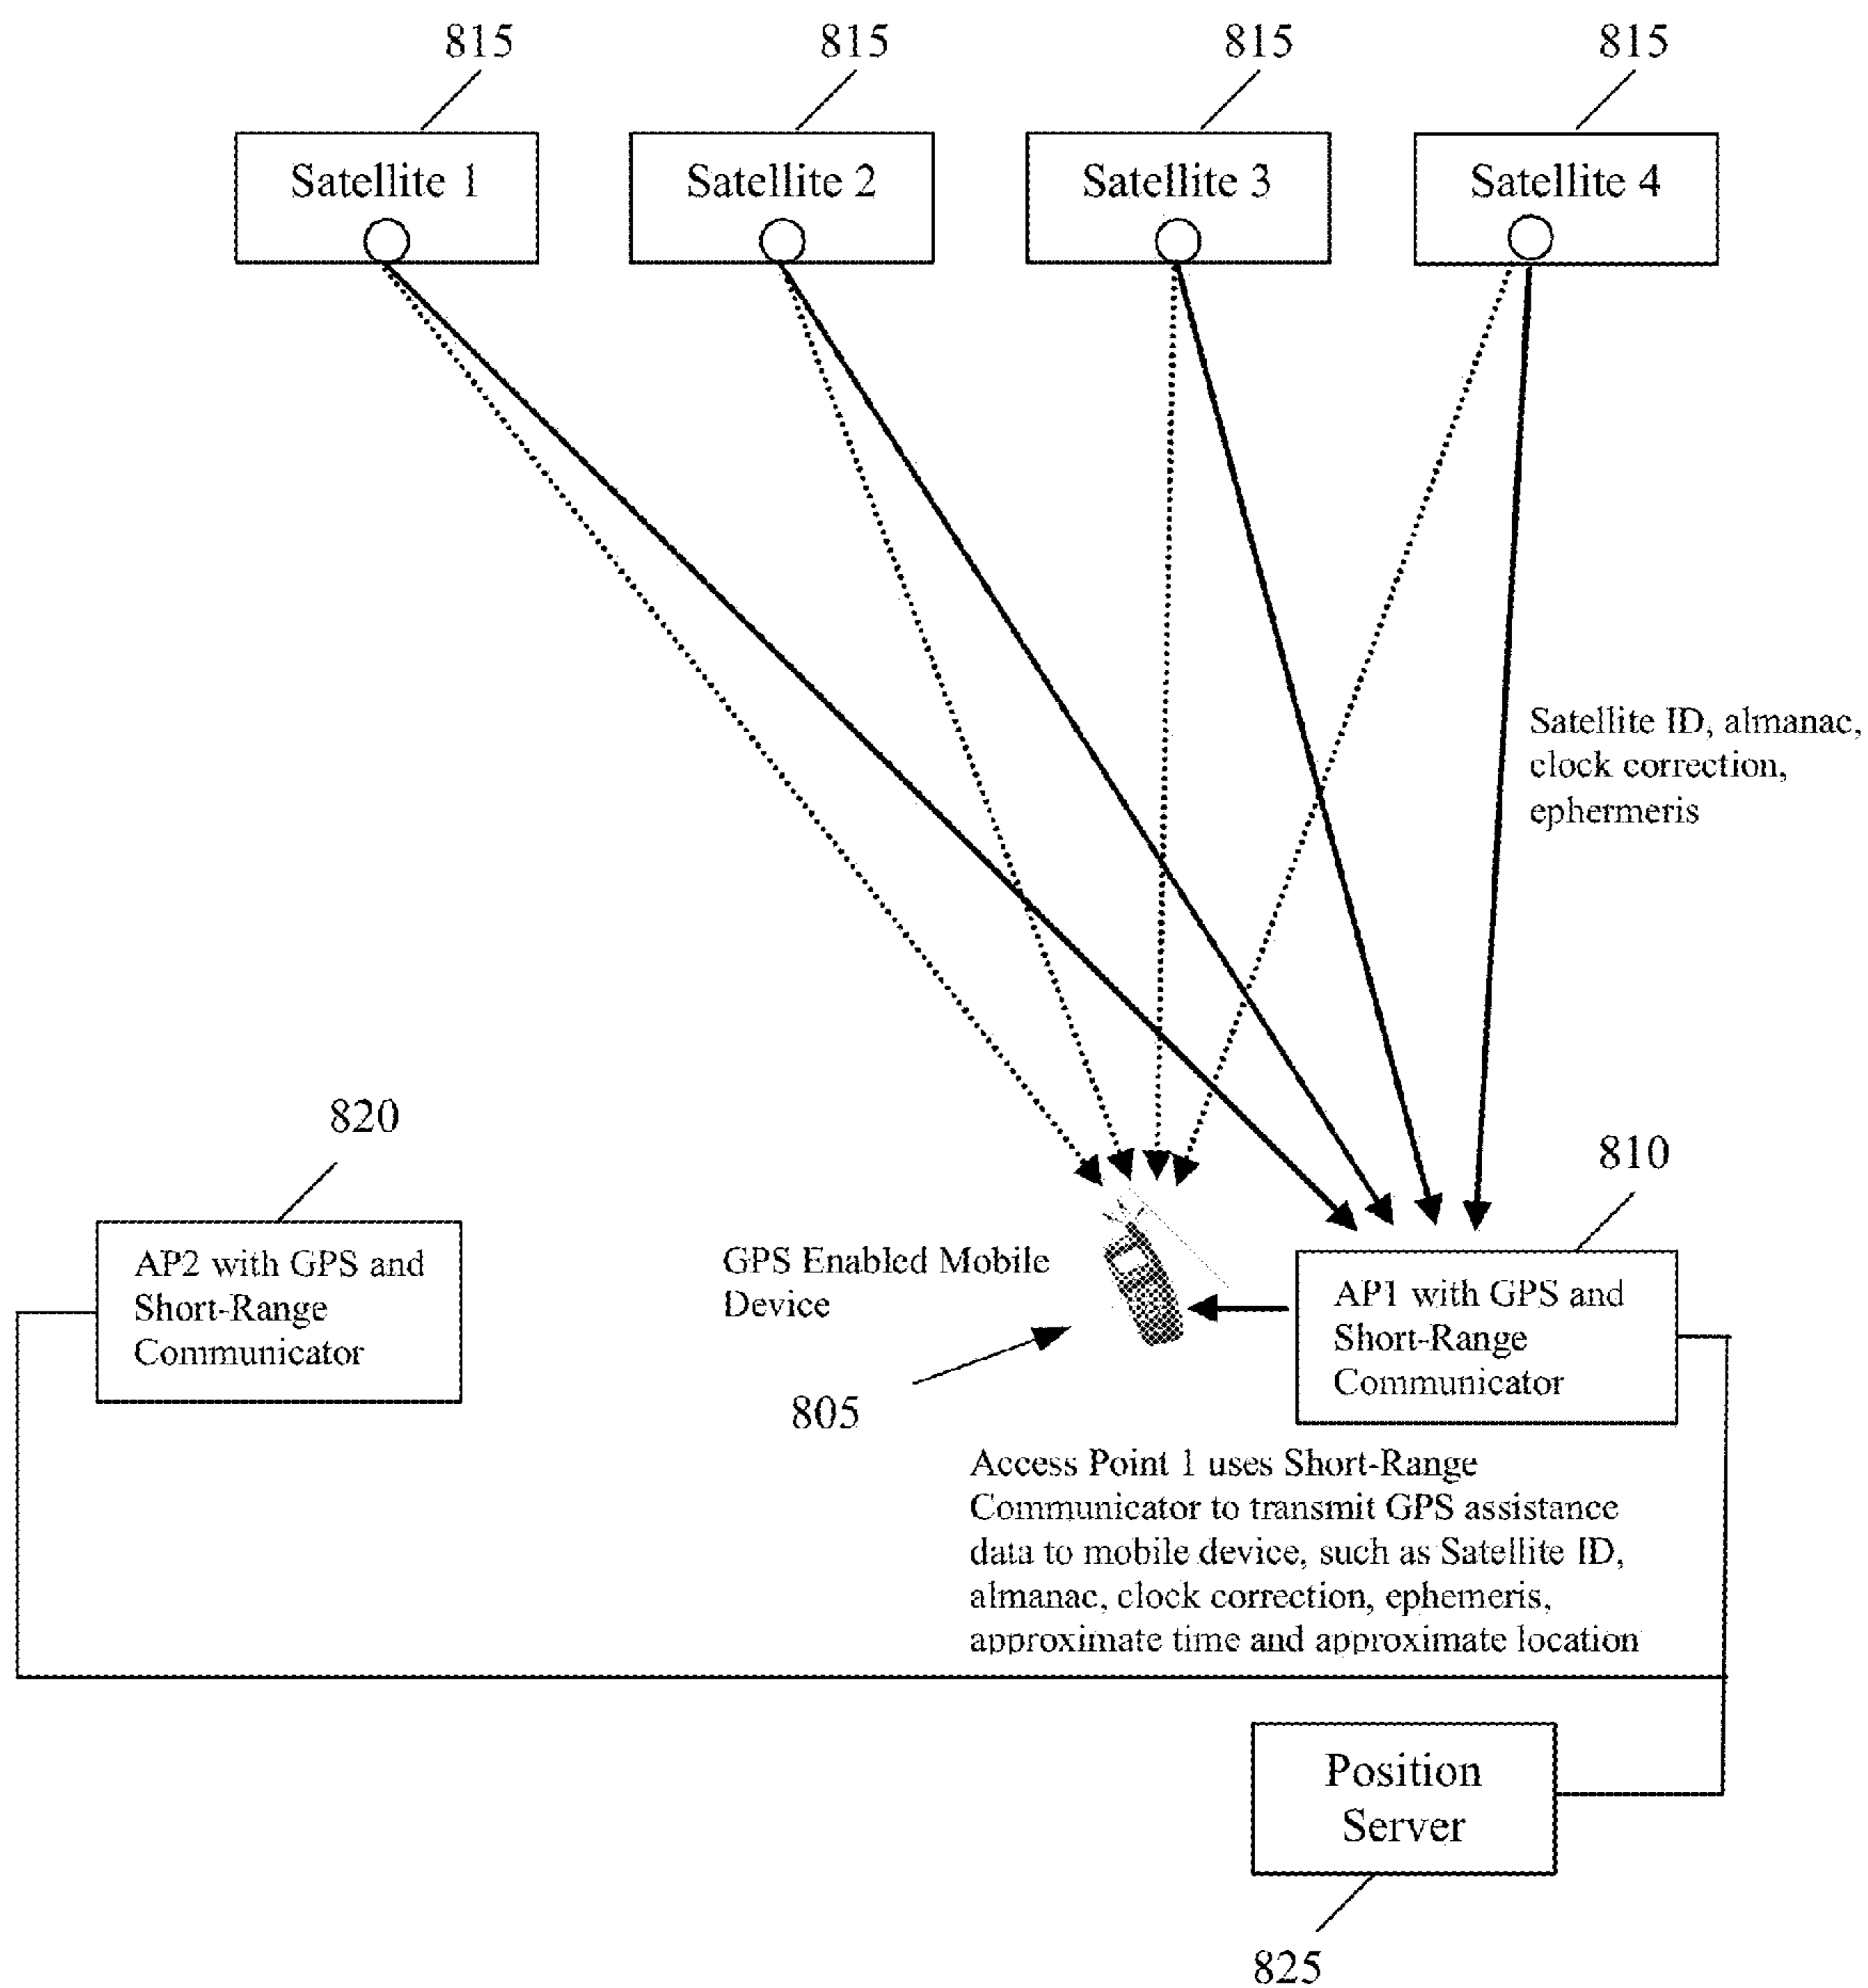 815
815
815
815
Satellite 1
Satellite 2
Satellite 3
Satellite 4
Satellite ID, almanac,
clock correction,
ephermeris
820
810
AP2 with GPS and
Short-Range
Communicator
GPS Enabled Mobile
Device
805
AP1 with GPS and
Short-Range
Communicator
Access Point 1 uses Short-Range
Communicator to transmit GPS assistance
data to mobile device, such as Satellite ID,
almanac, clock correction, ephemeris,
approximate time and approximate location
Position
Server
825